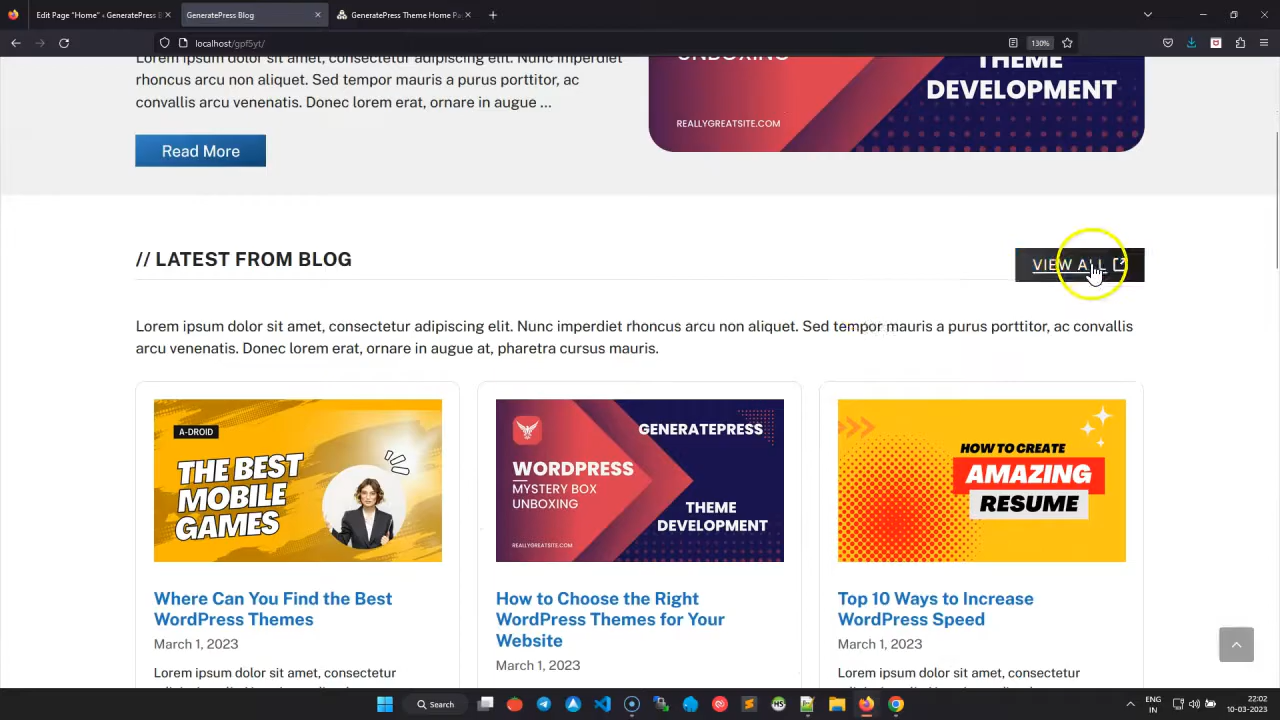 Edit Page "Home" ‹ GeneratePress B
GeneratePress Blog
GeneratePress Theme Home Pa
localhost/gpf5yt/
130%
Lorem ipsum dolor sit amet, consectetur adipiscing elit. Nunc imperdiet
rhoncus arcu non aliquet. Sed tempor mauris a purus porttitor, ac
convallis arcu venenatis. Donec lorem erat, ornare in augue ...
Read More
UNBOXING
THEME
DEVELOPMENT
REALLYGREATSITE.COM
// LATEST FROM BLOG
VIEW ALL
Lorem ipsum dolor sit amet, consectetur adipiscing elit. Nunc imperdiet rhoncus arcu non aliquet. Sed tempor mauris a purus porttitor, ac convallis
arcu venenatis. Donec lorem erat, ornare in augue at, pharetra cursus mauris.
A-DROID
THE BEST
MOBILE
GAMES
GENERATEPRESS
WORDPRESS
MYSTERY BOX
UNBOXING
THEME
DEVELOPMENT
REALLYGREATSITE.COM
HOW TO CREATE
AMAZING
RESUME
Where Can You Find the Best
WordPress Themes
March 1, 2023
Lorem ipsum dolor sit amet, consectetur
How to Choose the Right
WordPress Themes for Your
Website
March 1, 2023
Top 10 Ways to Increase
WordPress Speed
March 1, 2023
Lorem ipsum dolor sit amet, consectetur
Search
ENG
IN
22:02
10-03-2023